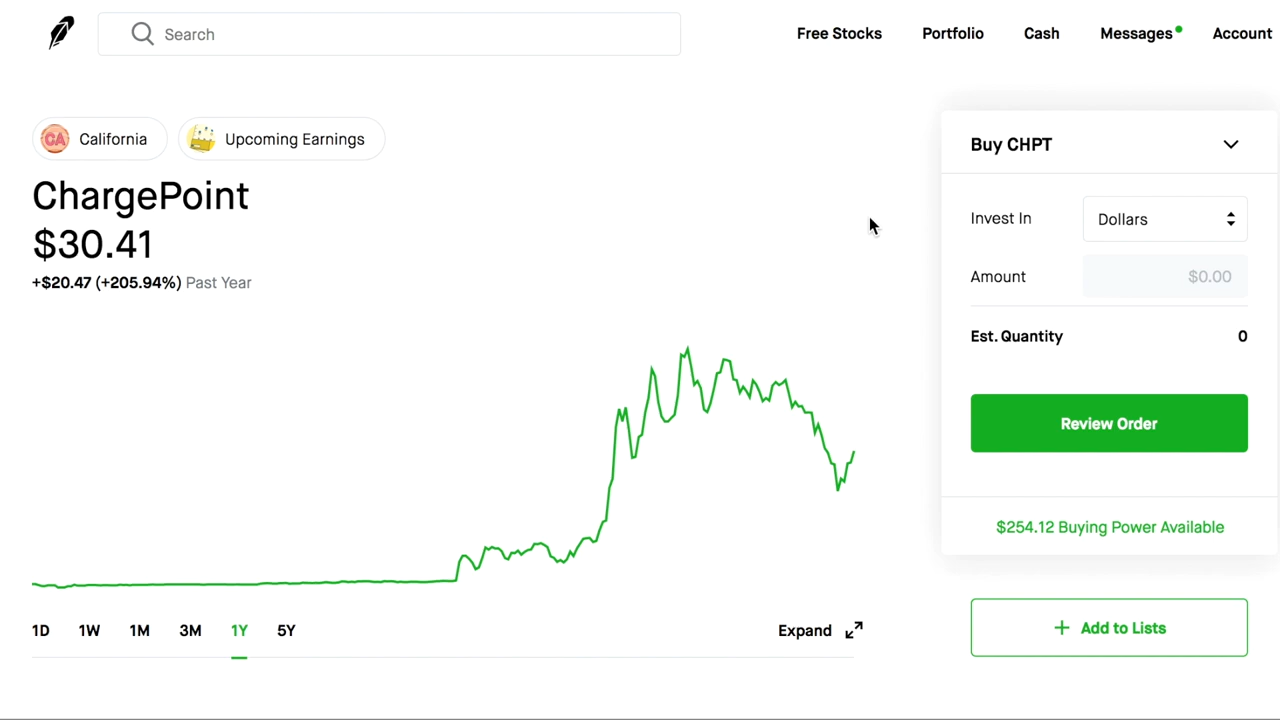 Search
Free Stocks
Portfolio
Cash
Messages
Account
CA
California
Upcoming Earnings
ChargePoint
$30.41
+$20.47 (+205.94%) Past Year
1D
1W
1M
3M
1Y
5Y
Expand
Buy CHPT
Invest In
Dollars
Amount
$0.00
Est. Quantity
0
Review Order
$254.12 Buying Power Available
+ Add to Lists